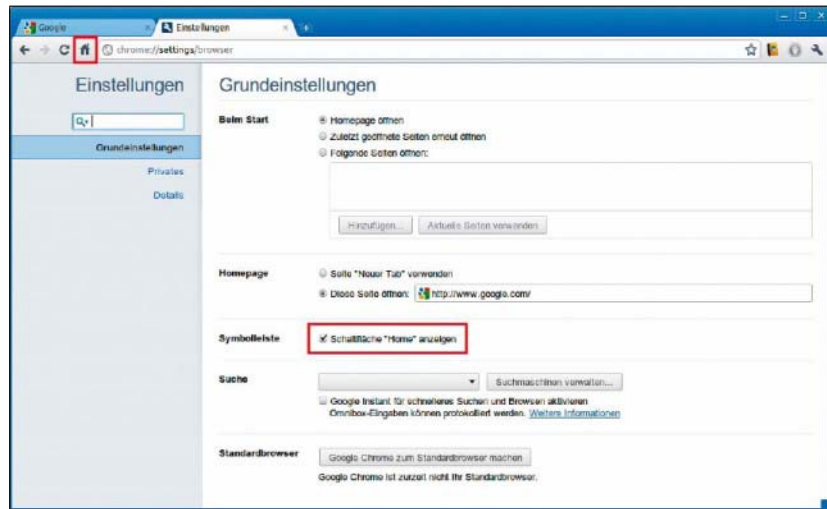 Google
Einstellungen
chrome://settings/browser
Einstellungen
Grundeinstellungen
Privates
Details
Grundeinstellungen
Beim Start
Homepage öffnen
Zuletzt geöffnete Seiten erneut öffnen
Folgende Seiten öffnen:
Hinzufügen...
Aktuelle Seiten verwenden
Homepage
Seite "Neuer Tab" verwenden
Diese Seite öffnen: http://www.google.com/
Symbolleiste
Schaltfläche "Home" anzeigen
Suche
Suchmaschinen verwalten...
Google Instant für schnelleres Suchen und Browsen aktivieren
Omnibox-Eingaben können protokolliert werden. Weitere Informationen
Standardbrowser
Google Chrome zum Standardbrowser machen
Google Chrome ist zurzeit nicht Ihr Standardbrowser.